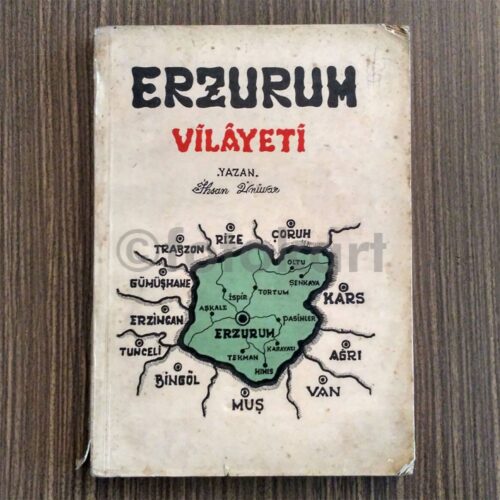 ERZURUM
VİLÂYETİ
.YAZAN.
İhsan Ünüvar
ÇORUH
RİZE
TRABZON
OLTU
GÜMÜŞHANE
ŞENKAYA
İSPİR
TORTUM
KARS
AŞKALE
ERZİNCAN
PASİNLER
ERZURUM
TUNCELİ
KARAYAZI
AĞRI
TEKMAN
HINIS
BİNGÖL
VAN
MUŞ